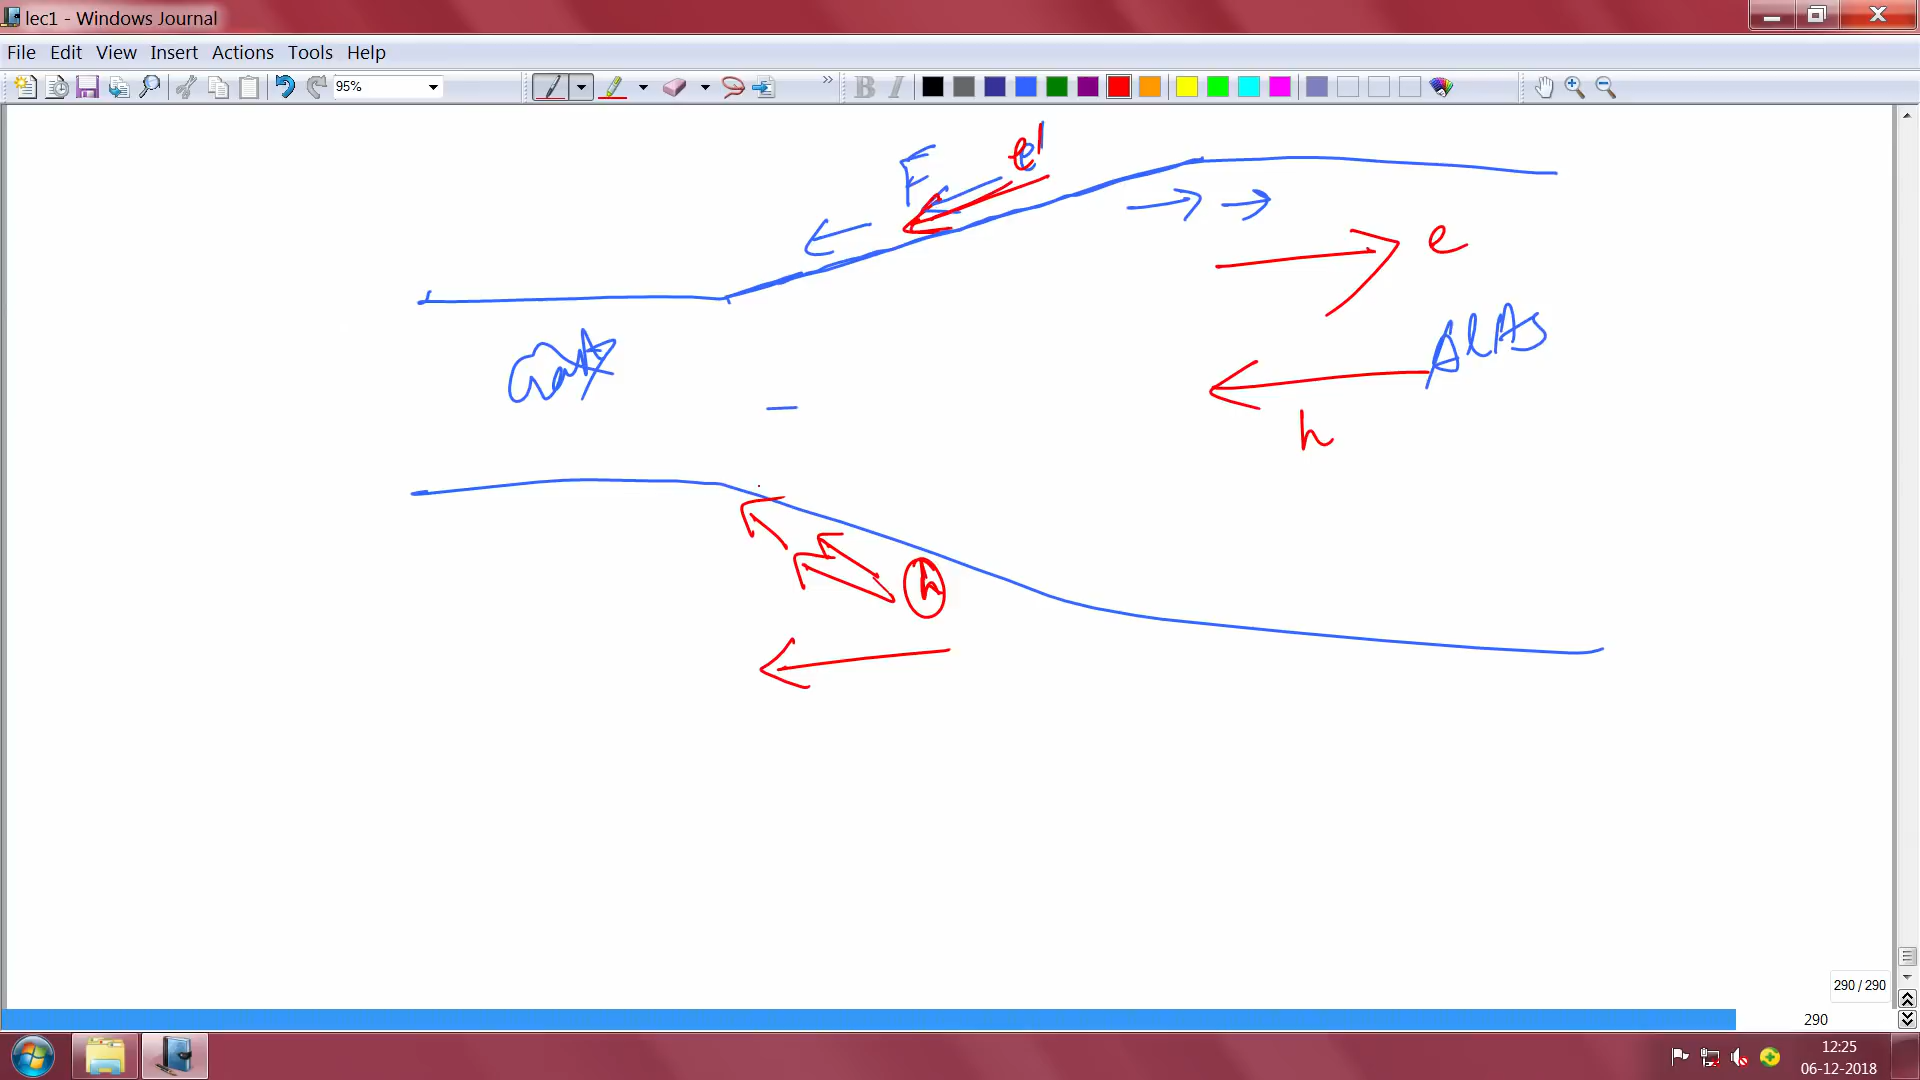 lec1 - Windows Journal
File Edit View Insert Actions Tools Help
95%
B I
F e
e
GaAs
AlAs
h
h
290 / 290
290
12:25
06-12-2018